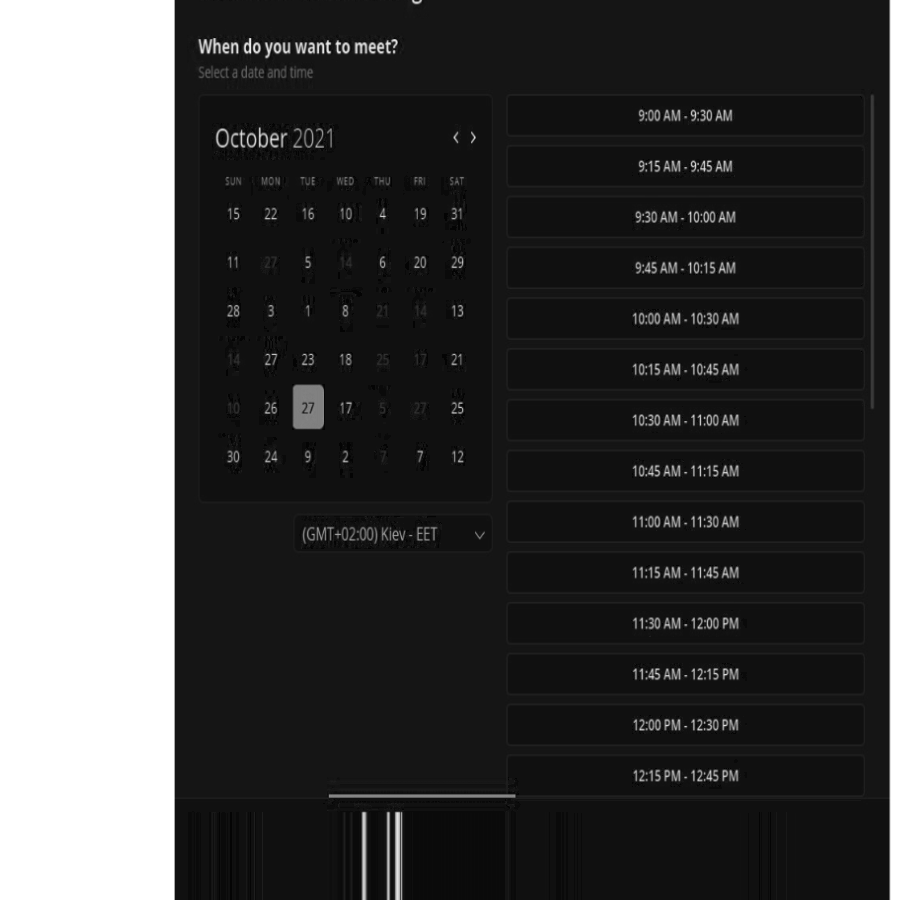 When do you want to meet?
Select a date and time
October 2021
SUN MON TUE WED THU FRI SAT
15 22 16 10 4 19 31
11 27 5 14 6 20 29
28 3 1 8 21 14 13
14 27 23 18 25 17 21
10 26 27 17 5 27 25
30 24 9 2 7 7 12
(GMT+02:00) Kiev - EET
9:00 AM - 9:30 AM
9:15 AM - 9:45 AM
9:30 AM - 10:00 AM
9:45 AM - 10:15 AM
10:00 AM - 10:30 AM
10:15 AM - 10:45 AM
10:30 AM - 11:00 AM
10:45 AM - 11:15 AM
11:00 AM - 11:30 AM
11:15 AM - 11:45 AM
11:30 AM - 12:00 PM
11:45 AM - 12:15 PM
12:00 PM - 12:30 PM
12:15 PM - 12:45 PM